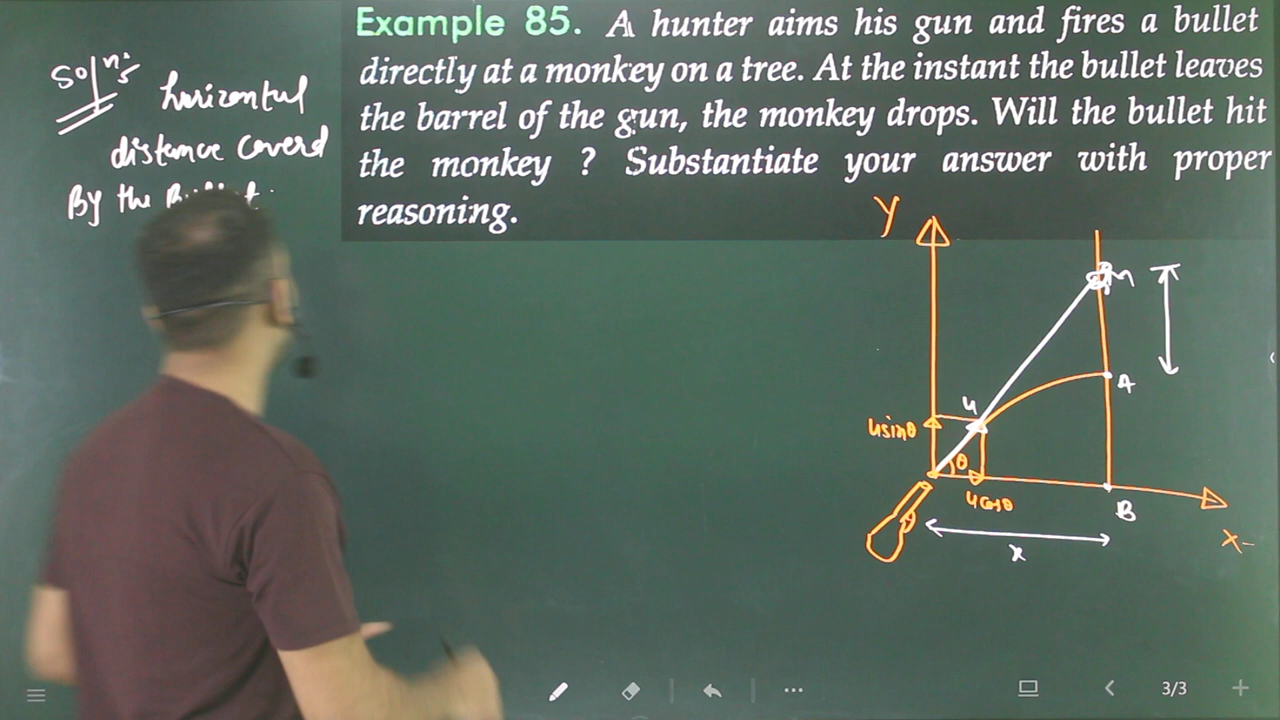 Example 85. A hunter aims his gun and fires a bullet
directly at a monkey on a tree. At the instant the bullet leaves
the barrel of the gun, the monkey drops. Will the bullet hit
the monkey ? Substantiate your answer with proper
reasoning.
Solⁿ:
horizontal
distance coverd
By the
Y
M
A
u
usinθ
θ
ucosθ
B
x
X
3/3